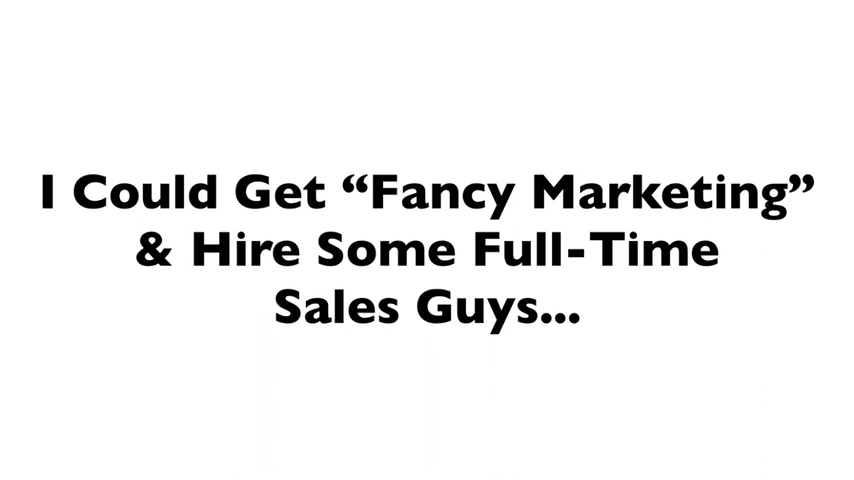 I Could Get “Fancy Marketing”
& Hire Some Full-Time
Sales Guys...